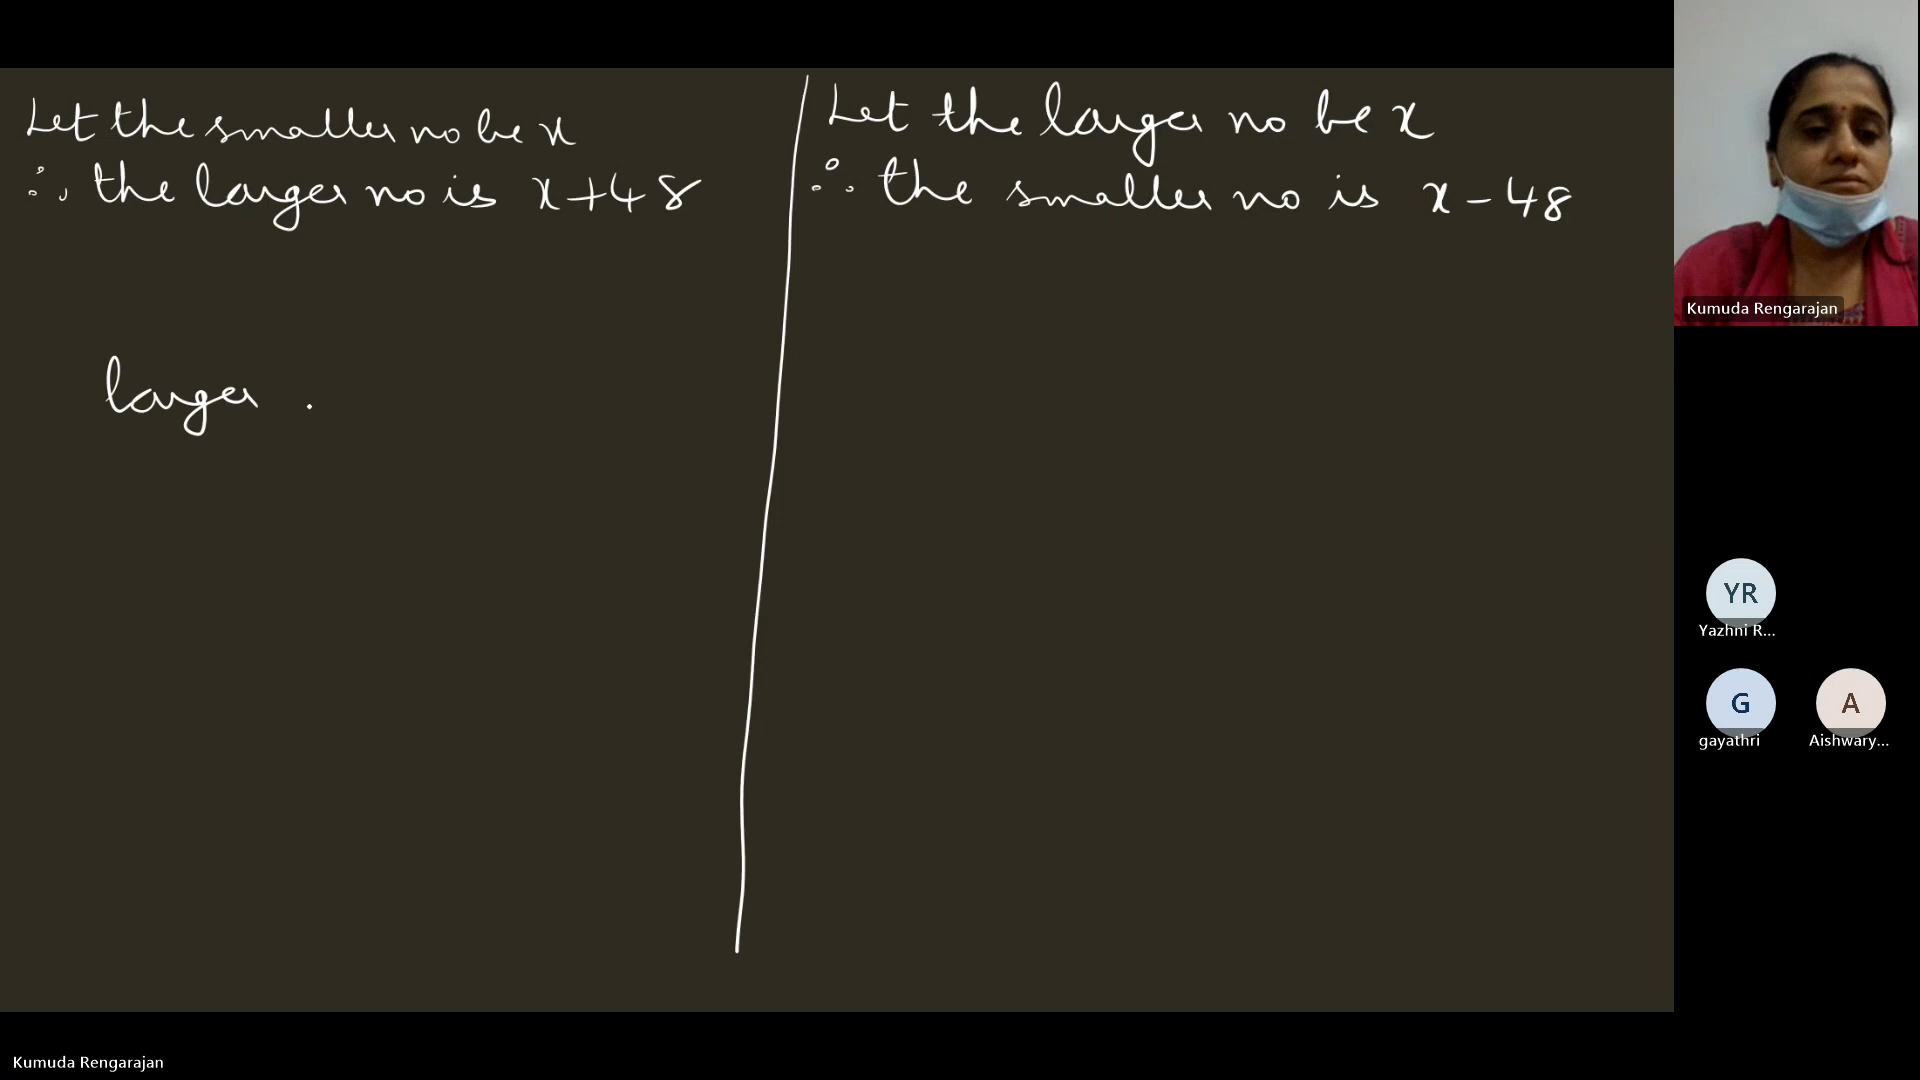 Let the smaller no be x
∴ the larger no is x+48
larger .
Let the larger no be x
∴ the smaller no is x-48
Kumuda Rengarajan
YR
Yazhni R...
G
gayathri
A
Aishwary...
Kumuda Rengarajan